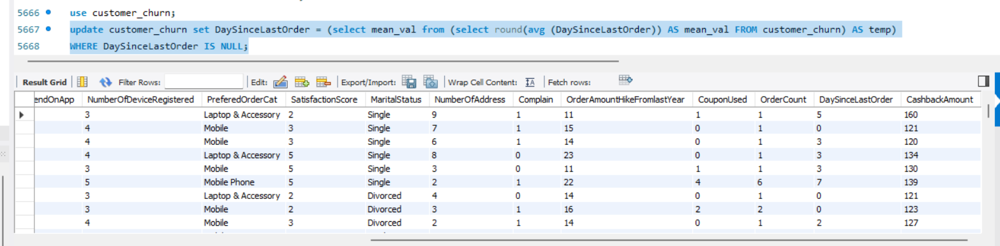 5666 use customer_churn;
5667 update customer_churn set DaySinceLastOrder = (select mean_val from (select round(avg (DaySinceLastOrder)) AS mean_val FROM customer_churn) AS temp)
5668 WHERE DaySinceLastOrder IS NULL;
Result Grid Filter Rows: Edit: Export/Import: Wrap Cell Content: IA Fetch rows:
endOnApp NumberOfDeviceRegistered PreferedOrderCat SatisfactionScore MaritalStatus NumberOfAddress Complain OrderAmountHikeFromlastYear CouponUsed OrderCount DaySinceLastOrder CashbackAmount
3 Laptop & Accessory 2 Single 9 1 11 1 1 5 160
4 Mobile 3 Single 7 1 15 0 1 0 121
4 Mobile 3 Single 6 1 14 0 1 3 120
4 Laptop & Accessory 5 Single 8 0 23 0 1 3 134
3 Mobile 5 Single 3 0 11 1 1 3 130
5 Mobile Phone 5 Single 2 1 22 4 6 7 139
3 Laptop & Accessory 2 Divorced 4 0 14 0 1 0 121
3 Mobile 2 Divorced 3 1 16 2 2 0 123
4 Mobile 3 Divorced 2 1 14 0 1 2 127